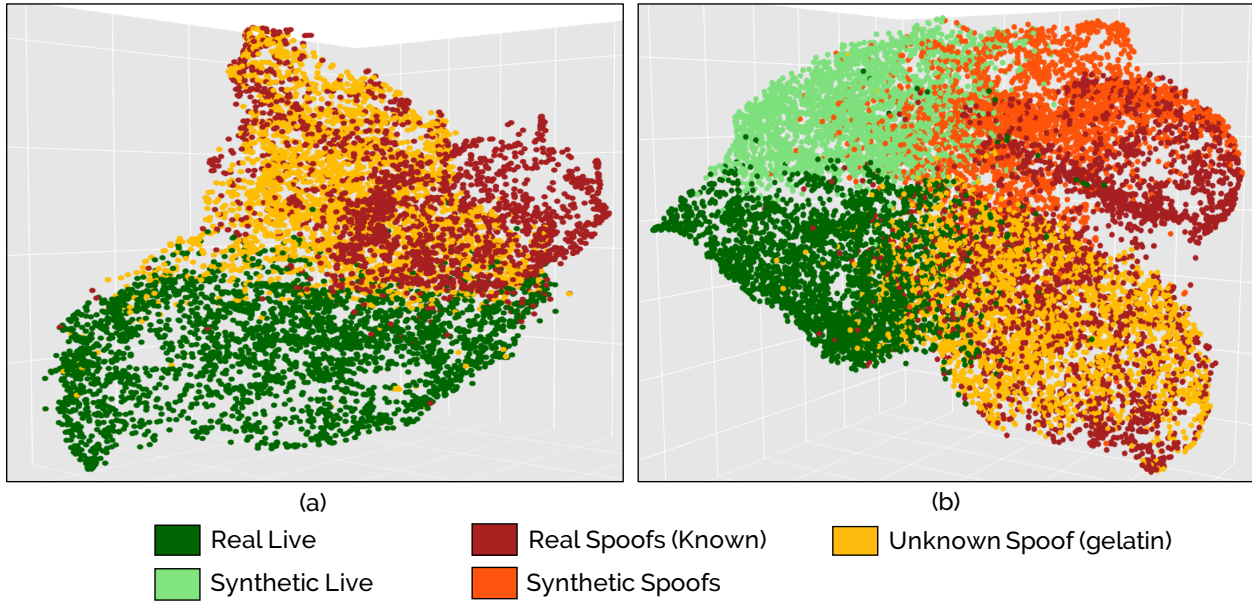 (a) (b)
Real Live Real Spoofs (Known) Unknown Spoof (gelatin)
Synthetic Live Synthetic Spoofs